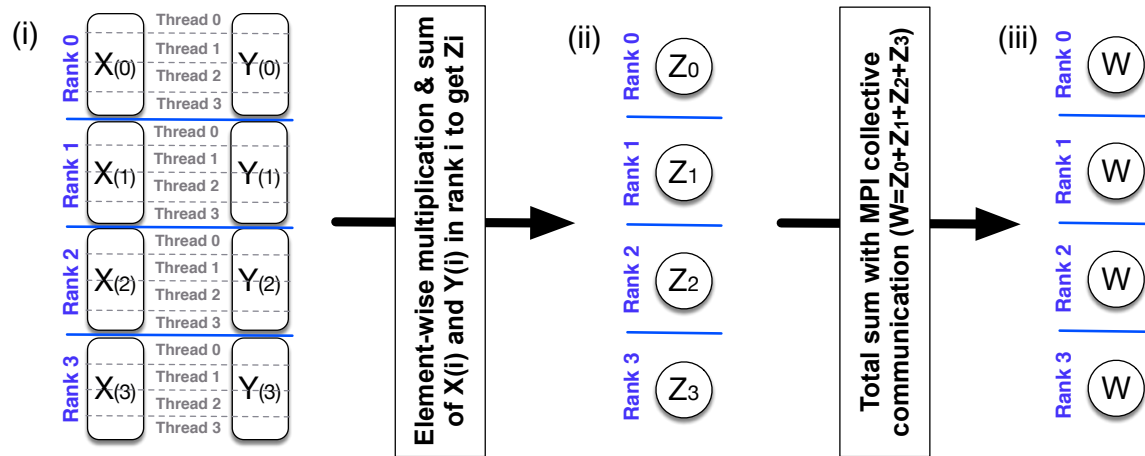 (i)
Rank 0
X(0)
Thread 0
Thread 1
Thread 2
Thread 3
Y(0)
Rank 1
X(1)
Thread 0
Thread 1
Thread 2
Thread 3
Y(1)
Rank 2
X(2)
Thread 0
Thread 1
Thread 2
Thread 3
Y(2)
Rank 3
X(3)
Thread 0
Thread 1
Thread 2
Thread 3
Y(3)
Element-wise multiplication & sum
of X(i) and Y(i) in rank i to get Zi
(ii)
Rank 0
Z0
Rank 1
Z1
Rank 2
Z2
Rank 3
Z3
Total sum with MPI collective
communication (W=Z0+Z1+Z2+Z3)
(iii)
Rank 0
W
Rank 1
W
Rank 2
W
Rank 3
W